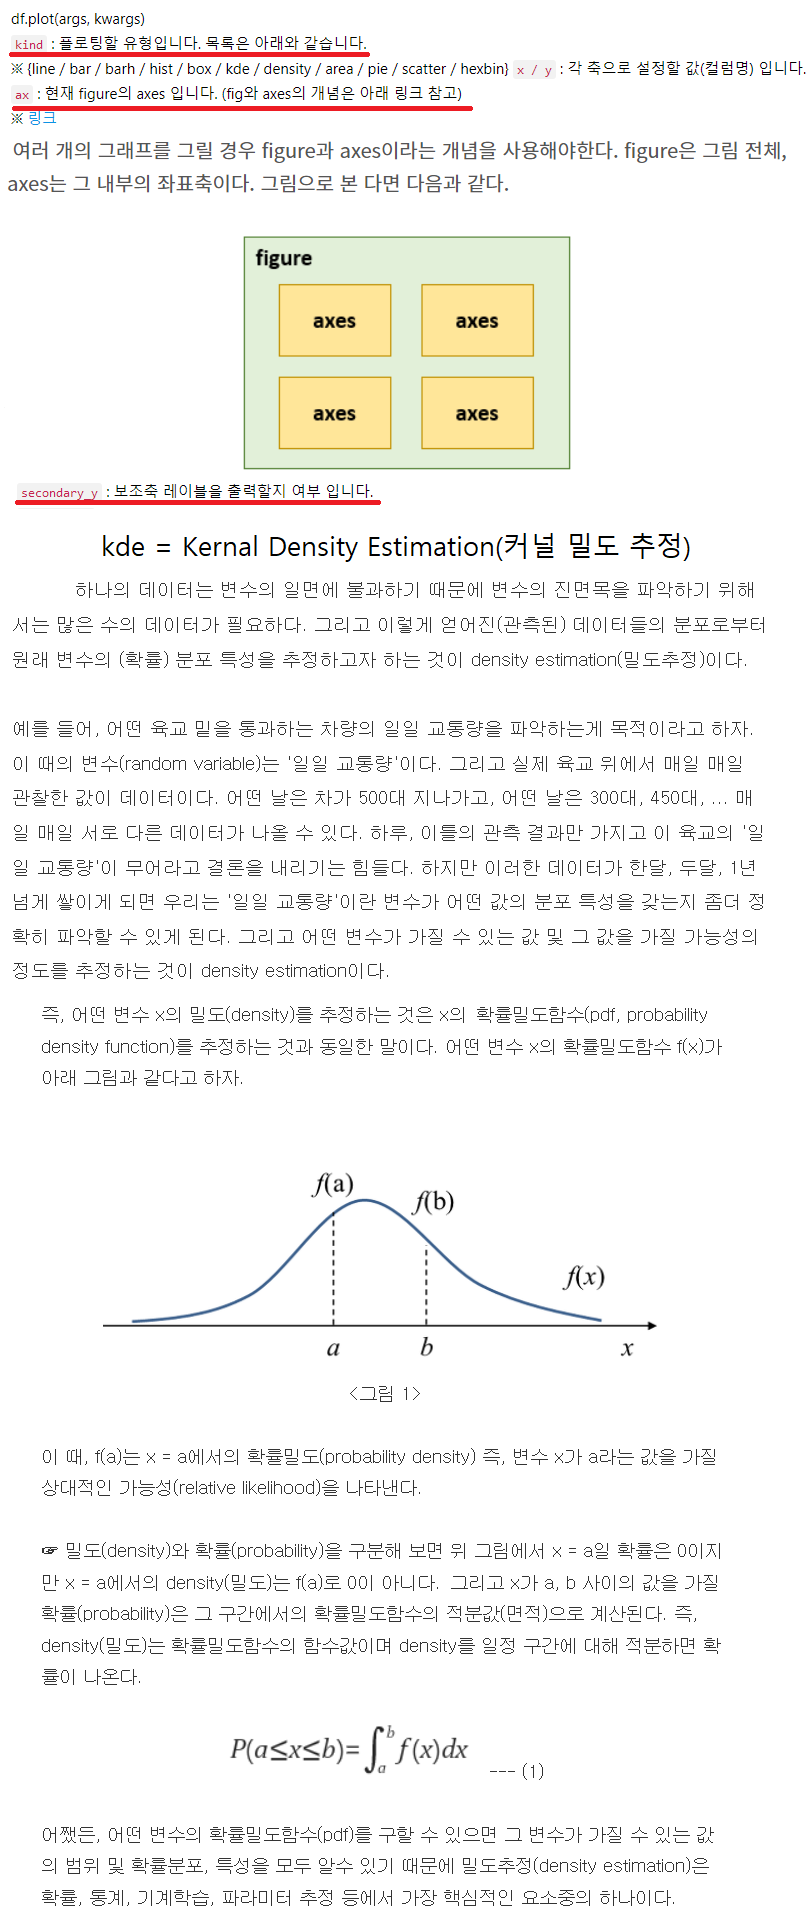 df.plot(args, kwargs)
kind : 플로팅할 유형입니다. 목록은 아래와 같습니다.
※ {line / bar / barh / hist / box / kde / density / area / pie / scatter / hexbin} x / y : 각 축으로 설정할 값(컬럼명) 입니다.
ax : 현재 figure의 axes 입니다. (fig와 axes의 개념은 아래 링크 참고)
※ 링크
여러 개의 그래프를 그릴 경우 figure과 axes이라는 개념을 사용해야한다. figure은 그림 전체,
axes는 그 내부의 좌표축이다. 그림으로 본 다면 다음과 같다.
figure
axes axes
axes axes
secondary_y : 보조축 레이블을 출력할지 여부 입니다.
kde = Kernal Density Estimation(커널 밀도 추정)
하나의 데이터는 변수의 일면에 불과하기 때문에 변수의 진면목을 파악하기 위해
서는 많은 수의 데이터가 필요하다. 그리고 이렇게 얻어진(관측된) 데이터들의 분포로부터
원래 변수의 (확률) 분포 특성을 추정하고자 하는 것이 density estimation(밀도추정)이다.
예를 들어, 어떤 육교 밑을 통과하는 차량의 일일 교통량을 파악하는게 목적이라고 하자.
이 때의 변수(random variable)는 '일일 교통량'이다. 그리고 실제 육교 위에서 매일 매일
관찰한 값이 데이터이다. 어떤 날은 차가 500대 지나가고, 어떤 날은 300대, 450대, ... 매
일 매일 서로 다른 데이터가 나올 수 있다. 하루, 이틀의 관측 결과만 가지고 이 육교의 '일
일 교통량'이 무어라고 결론을 내리기는 힘들다. 하지만 이러한 데이터가 한달, 두달, 1년
넘게 쌓이게 되면 우리는 '일일 교통량'이란 변수가 어떤 값의 분포 특성을 갖는지 좀더 정
확히 파악할 수 있게 된다. 그리고 어떤 변수가 가질 수 있는 값 및 그 값을 가질 가능성의
정도를 추정하는 것이 density estimation이다.
즉, 어떤 변수 x의 밀도(density)를 추정하는 것은 x의 확률밀도함수(pdf, probability
density function)를 추정하는 것과 동일한 말이다. 어떤 변수 x의 확률밀도함수 f(x)가
아래 그림과 같다고 하자.
f(a)
f(b)
f(x)
a b x
<그림 1>
이 때, f(a)는 x = a에서의 확률밀도(probability density) 즉, 변수 x가 a라는 값을 가질
상대적인 가능성(relative likelihood)을 나타낸다.
☞ 밀도(density)와 확률(probability)을 구분해 보면 위 그림에서 x = a일 확률은 0이지
만 x = a에서의 density(밀도)는 f(a)로 0이 아니다. 그리고 x가 a, b 사이의 값을 가질
확률(probability)은 그 구간에서의 확률밀도함수의 적분값(면적)으로 계산된다. 즉,
density(밀도)는 확률밀도함수의 함수값이며 density를 일정 구간에 대해 적분하면 확
률이 나온다.
P(a≤x≤b)=∫_a^b f(x)dx --- (1)
어쨌든, 어떤 변수의 확률밀도함수(pdf)를 구할 수 있으면 그 변수가 가질 수 있는 값
의 범위 및 확률분포, 특성을 모두 알수 있기 때문에 밀도추정(density estimation)은
확률, 통계, 기계학습, 파라미터 추정 등에서 가장 핵심적인 요소중의 하나이다.